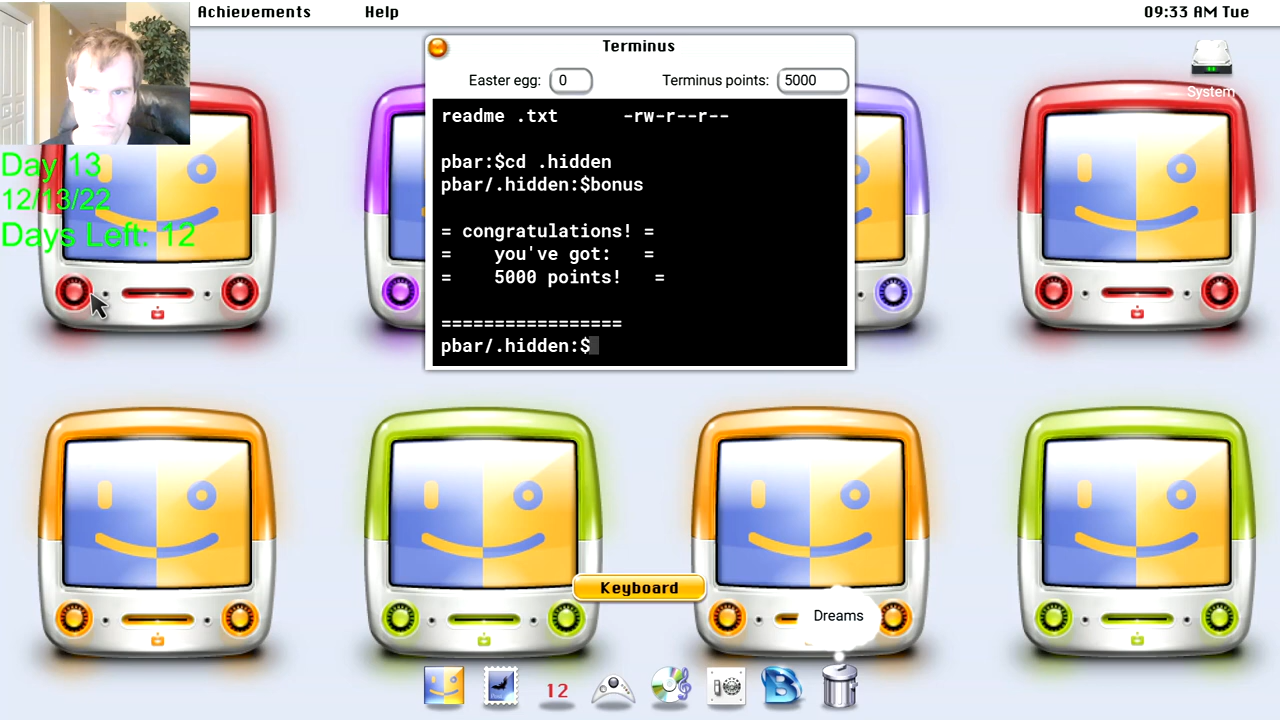 Achievements Help 09:33 AM Tue
Terminus
Easter egg: 0 Terminus points: 5000
System
readme .txt -rw-r--r--
pbar:$cd .hidden
pbar/.hidden:$bonus
= congratulations! =
= you've got: =
= 5000 points! =
=================
pbar/.hidden:$
Day 13
12/13/22
Days Left: 12
Keyboard
Dreams
12
B